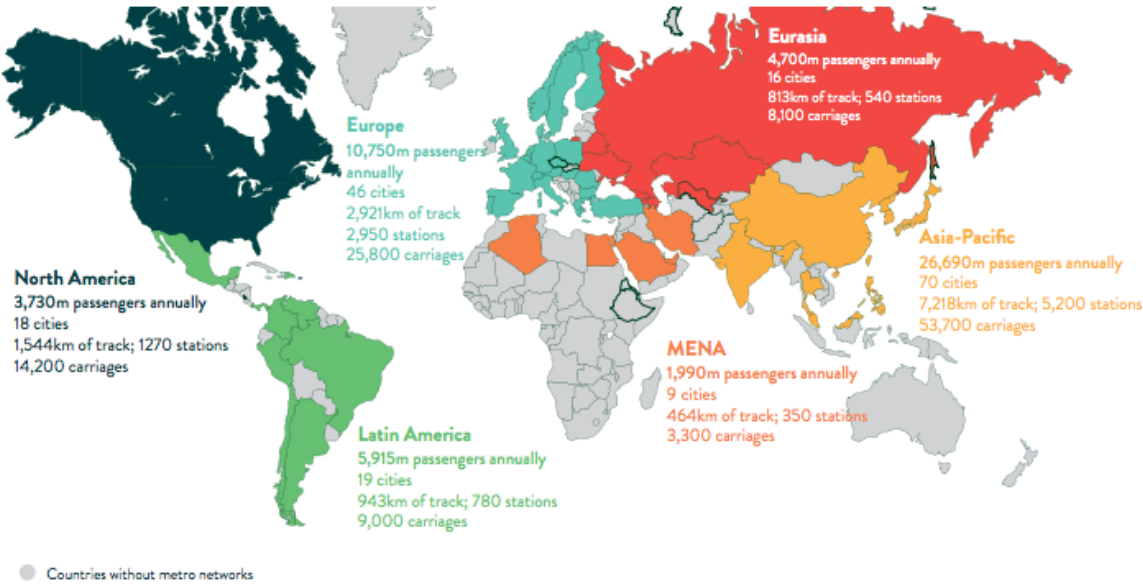 Eurasia
4,700m passengers annually
16 cities
813km of track; 540 stations
8,100 carriages
Europe
10,750m passengers
annually
46 cities
2,921km of track
2,950 stations
25,800 carriages
North America
3,730m passengers annually
18 cities
1,544km of track; 1270 stations
14,200 carriages
Asia-Pacific
26,690m passengers annually
70 cities
7,218km of track; 5,200 stations
53,700 carriages
MENA
1,990m passengers annually
9 cities
464km of track; 350 stations
3,300 carriages
Latin America
5,915m passengers annually
19 cities
943km of track; 780 stations
9,000 carriages
Countries without metro networks